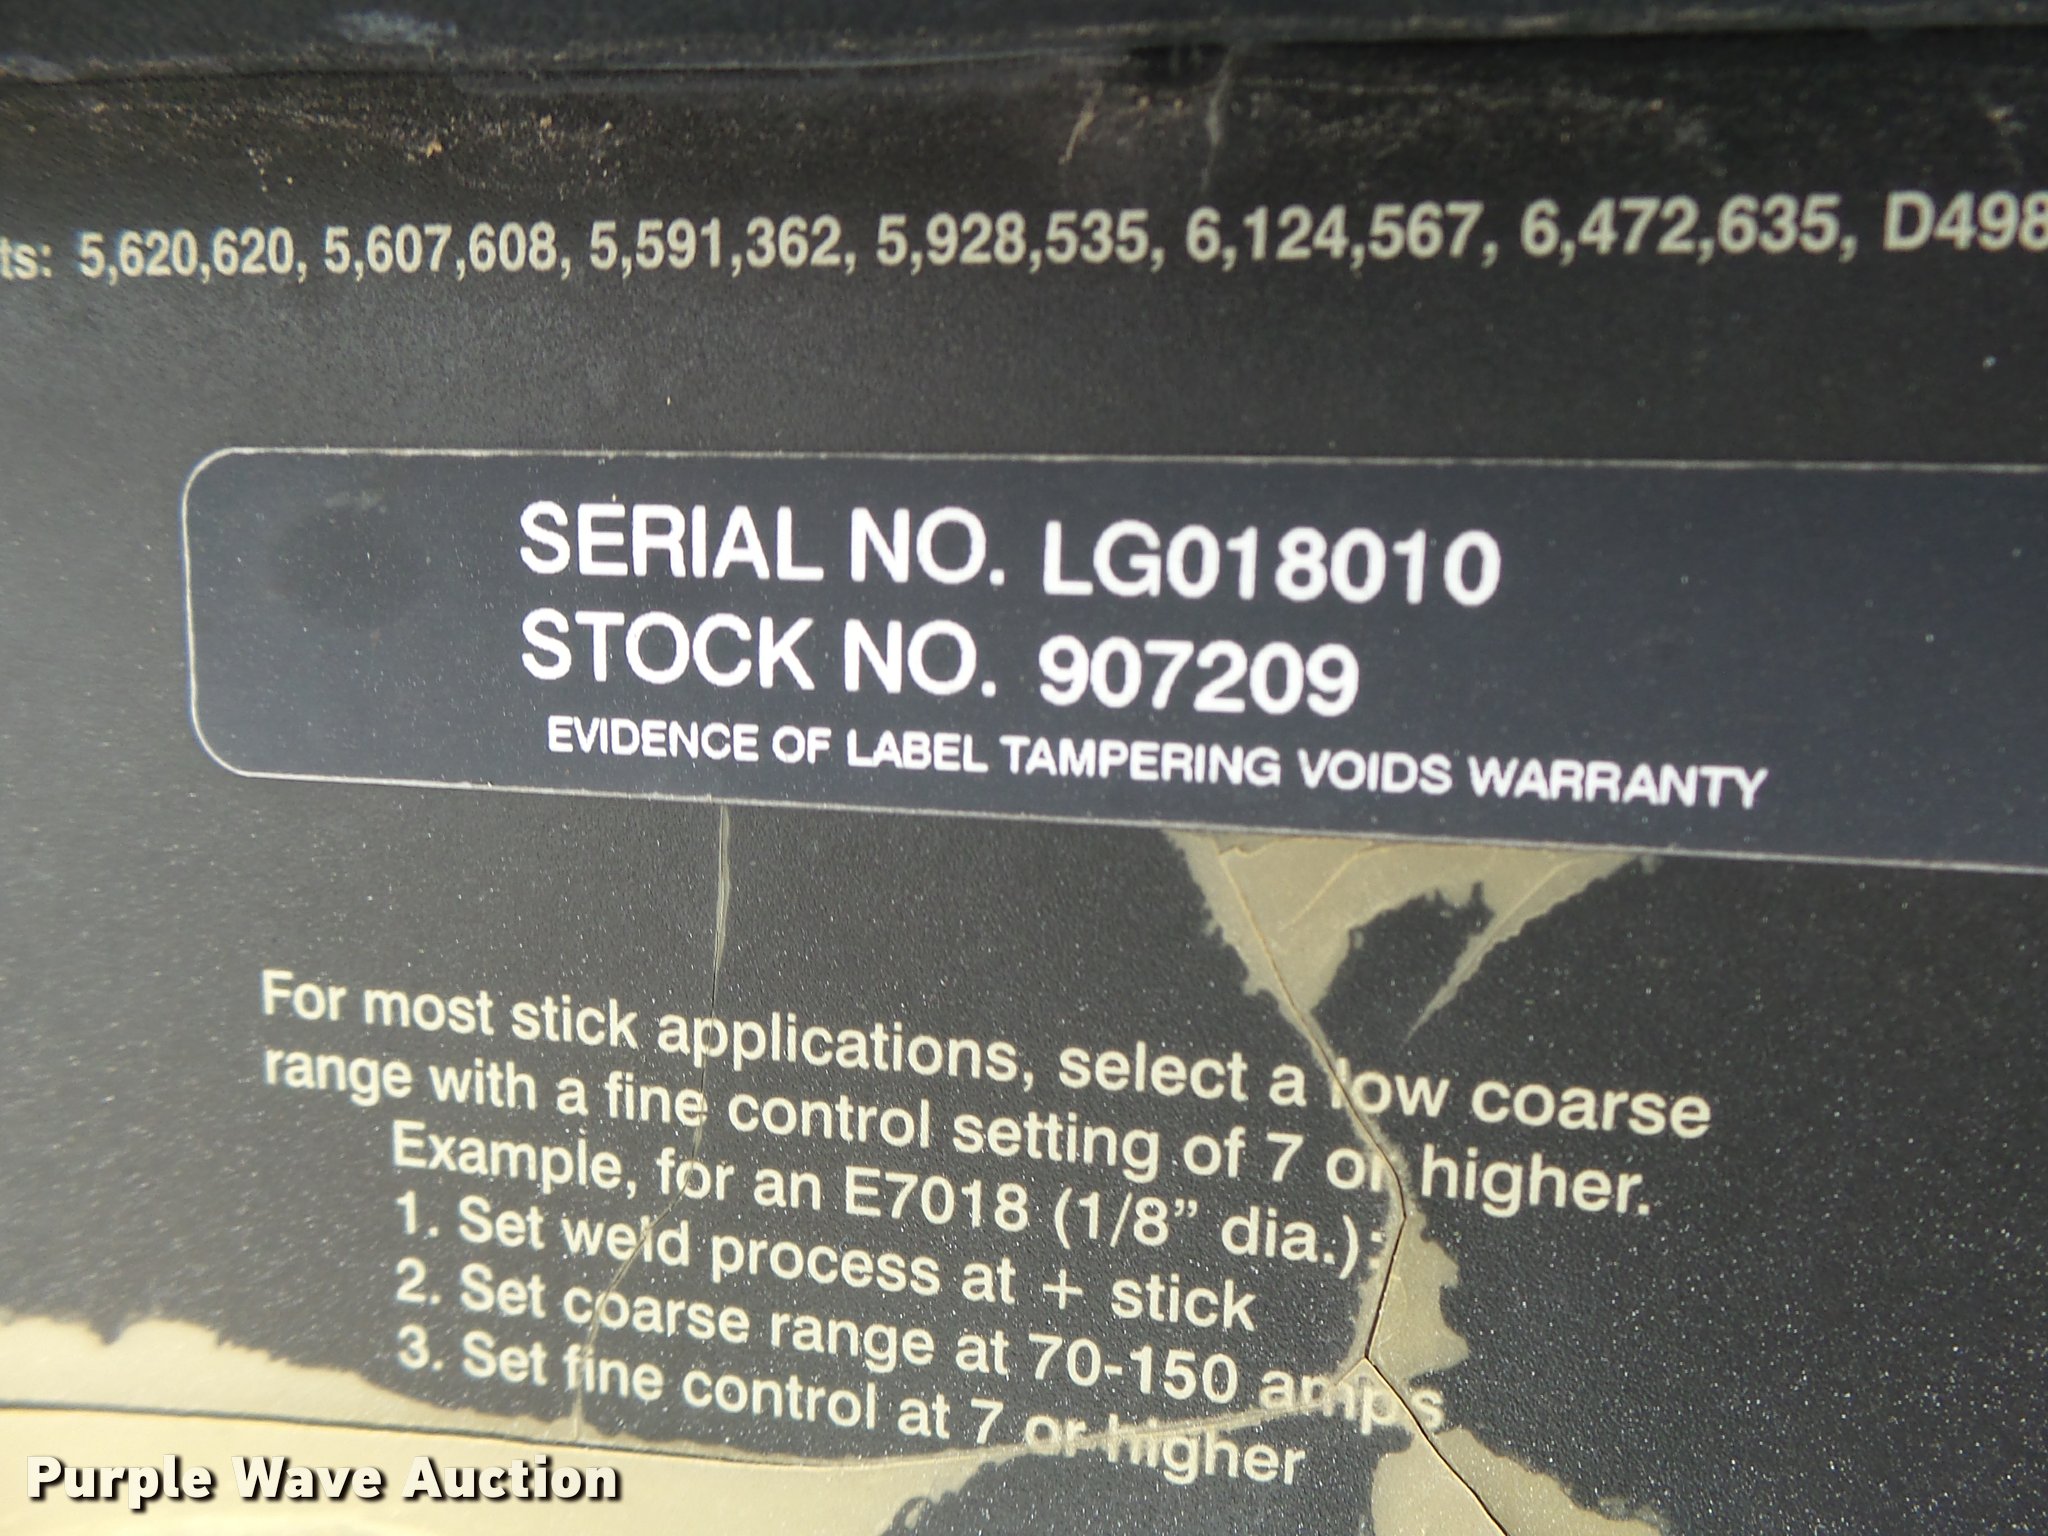 ts: 5,620,620, 5,607,608, 5,591,362, 5,928,535, 6,124,567, 6,472,635, D498
SERIAL NO. LG018010
STOCK NO. 907209
EVIDENCE OF LABEL TAMPERING VOIDS WARRANTY
For most stick applications, select a low coarse
range with a fine control setting of 7 or higher.
Example, for an E7018 (1/8” dia.):
1. Set weld process at + stick
2. Set coarse range at 70-150 amps
3. Set fine control at 7 or higher
Purple Wave Auction